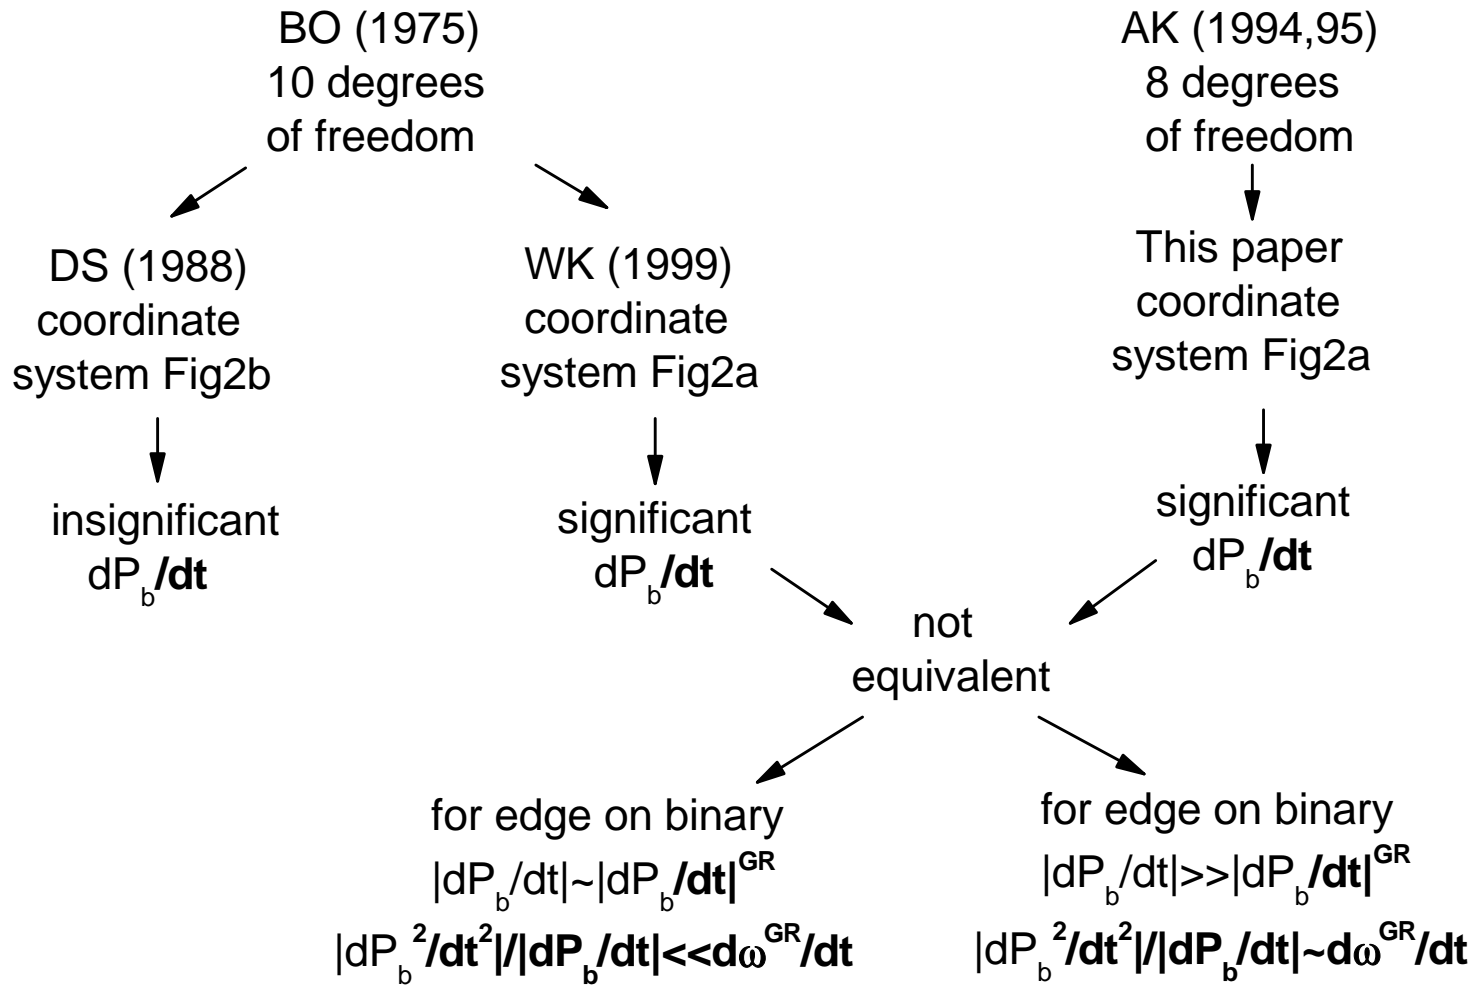 BO (1975)
10 degrees
of freedom
AK (1994,95)
8 degrees
of freedom
DS (1988)
coordinate
system Fig2b
WK (1999)
coordinate
system Fig2a
This paper
coordinate
system Fig2a
insignificant
dP_b/dt
significant
dP_b/dt
significant
dP_b/dt
not
equivalent
for edge on binary
|dP_b/dt|~|dP_b/dt|^GR
|dP_b^2/dt^2|/|dP_b/dt|<<dω^GR/dt
for edge on binary
|dP_b/dt|>>|dP_b/dt|^GR
|dP_b^2/dt^2|/|dP_b/dt|~dω^GR/dt